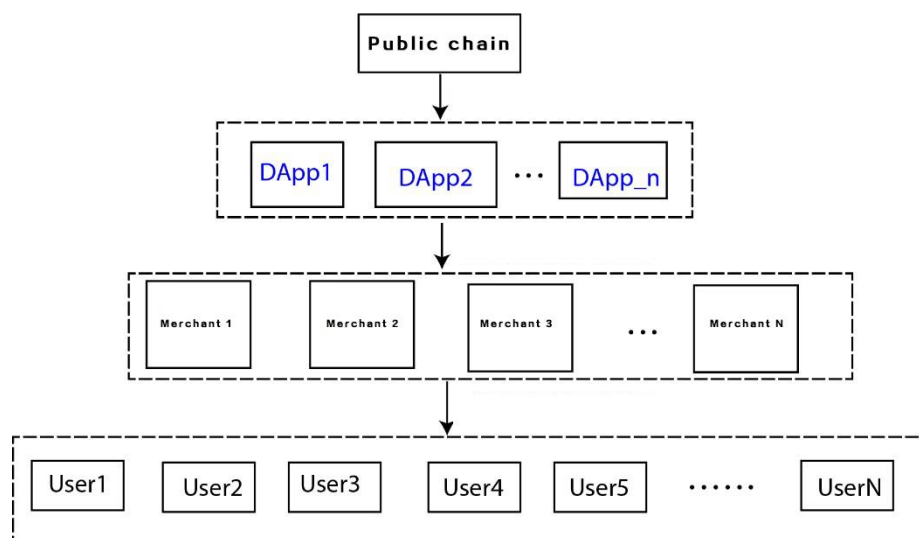 Public chain
DApp1 DApp2 ... DApp_n
Merchant 1 Merchant 2 Merchant 3 ... Merchant N
User1 User2 User3 User4 User5 ...... UserN